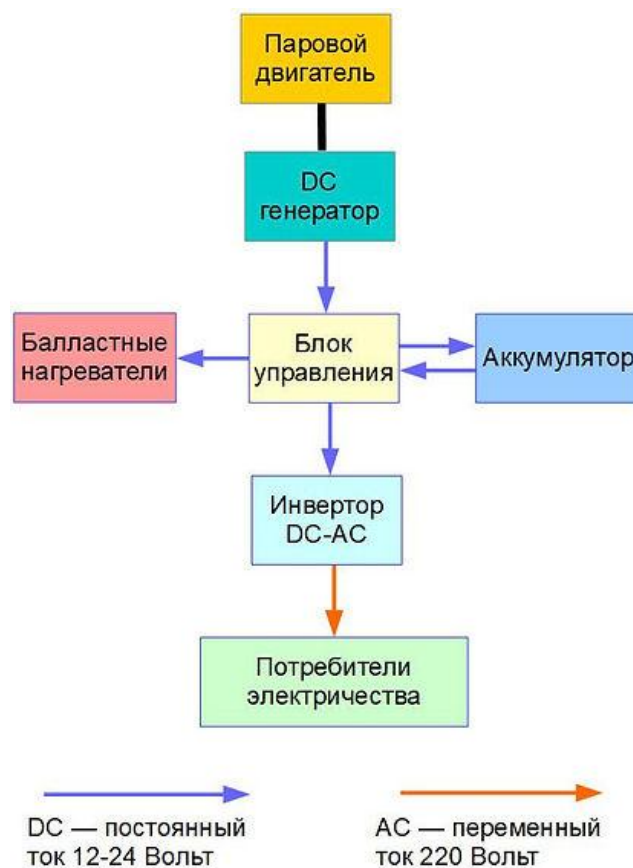 Паровой
двигатель
DC
генератор
Балластные
нагреватели
Блок
управления
Аккумулятор
Инвертор
DC-AC
Потребители
электричества
DC — постоянный
ток 12-24 Вольт
AC — переменный
ток 220 Вольт